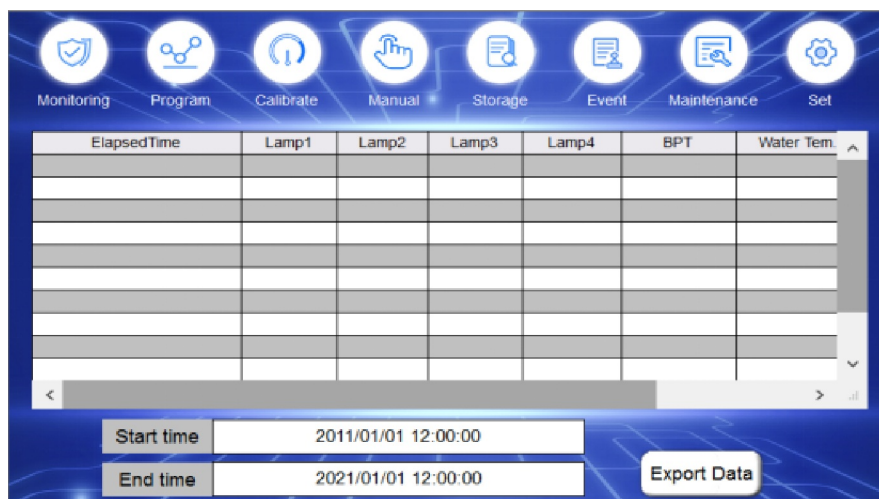 Monitoring Program Calibrate Manual Storage Event Maintenance Set
ElapsedTime Lamp1 Lamp2 Lamp3 Lamp4 BPT Water Tem.
Start time 2011/01/01 12:00:00
End time 2021/01/01 12:00:00
Export Data